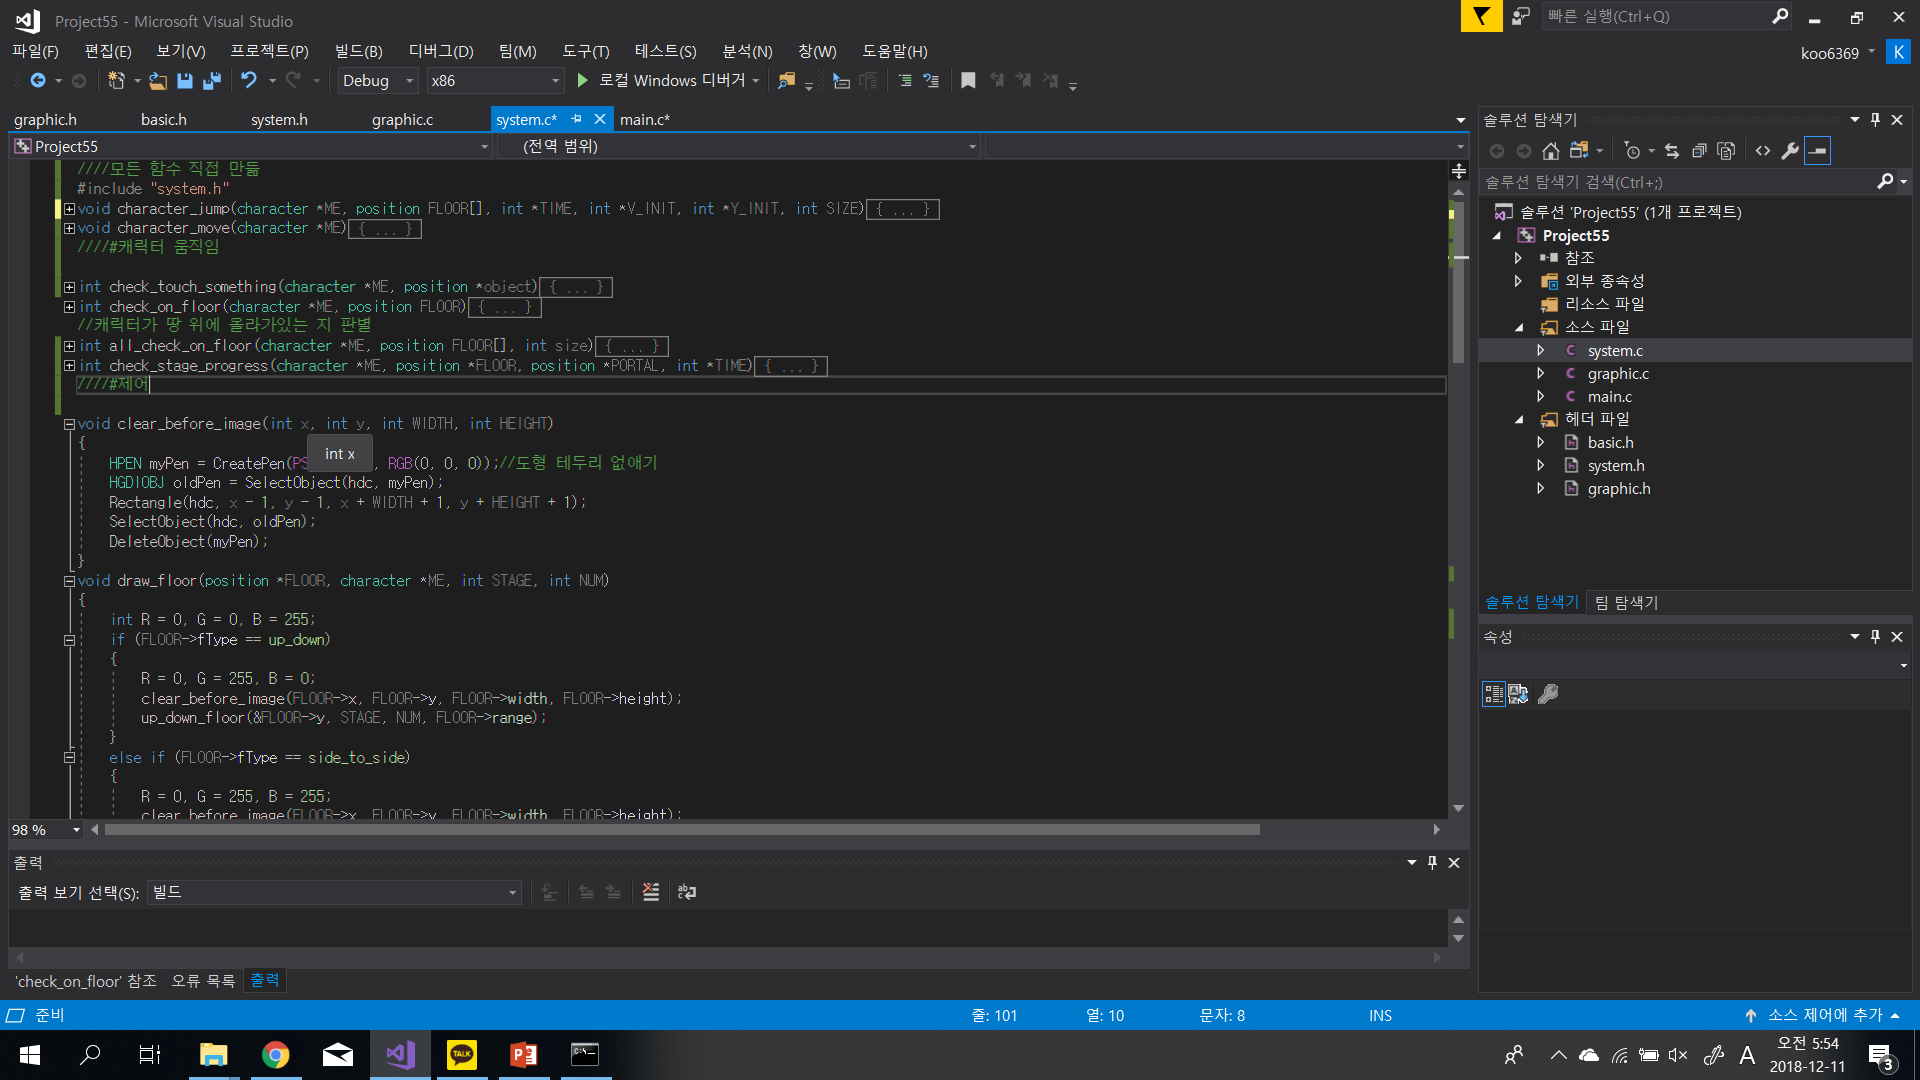 Project55 - Microsoft Visual Studio
빠른 실행(Ctrl+Q)
파일(F) 편집(E) 보기(V) 프로젝트(P) 빌드(B) 디버그(D) 팀(M) 도구(T) 테스트(S) 분석(N) 창(W) 도움말(H)
koo6369 K
Debug x86 로컬 Windows 디버거
graphic.h basic.h system.h graphic.c system.c* main.c*
Project55 (전역 범위)
////모든 함수 직접 만듦
#include "system.h"
void character_jump(character *ME, position FLOOR[], int *TIME, int *V_INIT, int *Y_INIT, int SIZE){ ... }
void character_move(character *ME){ ... }
////#캐릭터 움직임
int check_touch_something(character *ME, position *object){ ... }
int check_on_floor(character *ME, position FLOOR){ ... }
//캐릭터가 땅 위에 올라가있는 지 판별
int all_check_on_floor(character *ME, position FLOOR[], int size){ ... }
int check_stage_progress(character *ME, position *FLOOR, position *PORTAL, int *TIME){ ... }
////#제어
void clear_before_image(int x, int y, int WIDTH, int HEIGHT)
{
int x
HPEN myPen = CreatePen(PS , RGB(0, 0, 0));//도형 테두리 없애기
HGDIOBJ oldPen = SelectObject(hdc, myPen);
Rectangle(hdc, x - 1, y - 1, x + WIDTH + 1, y + HEIGHT + 1);
SelectObject(hdc, oldPen);
DeleteObject(myPen);
}
void draw_floor(position *FLOOR, character *ME, int STAGE, int NUM)
{
int R = 0, G = 0, B = 255;
if (FLOOR->fType == up_down)
{
R = 0, G = 255, B = 0;
clear_before_image(FLOOR->x, FLOOR->y, FLOOR->width, FLOOR->height);
up_down_floor(&FLOOR->y, STAGE, NUM, FLOOR->range);
}
else if (FLOOR->fType == side_to_side)
{
R = 0, G = 255, B = 255;
clear_before_image(FLOOR->x, FLOOR->y, FLOOR->width, FLOOR->height);
98 %
출력
출력 보기 선택(S): 빌드
'check_on_floor' 참조 오류 목록 출력
솔루션 탐색기
솔루션 탐색기 검색(Ctrl+;)
솔루션 'Project55' (1개 프로젝트)
Project55
참조
외부 종속성
리소스 파일
소스 파일
system.c
graphic.c
main.c
헤더 파일
basic.h
system.h
graphic.h
솔루션 탐색기 팀 탐색기
속성
준비 줄: 101 열: 10 문자: 8 INS 소스 제어에 추가
TALK
A
오전 5:54
2018-12-11
3